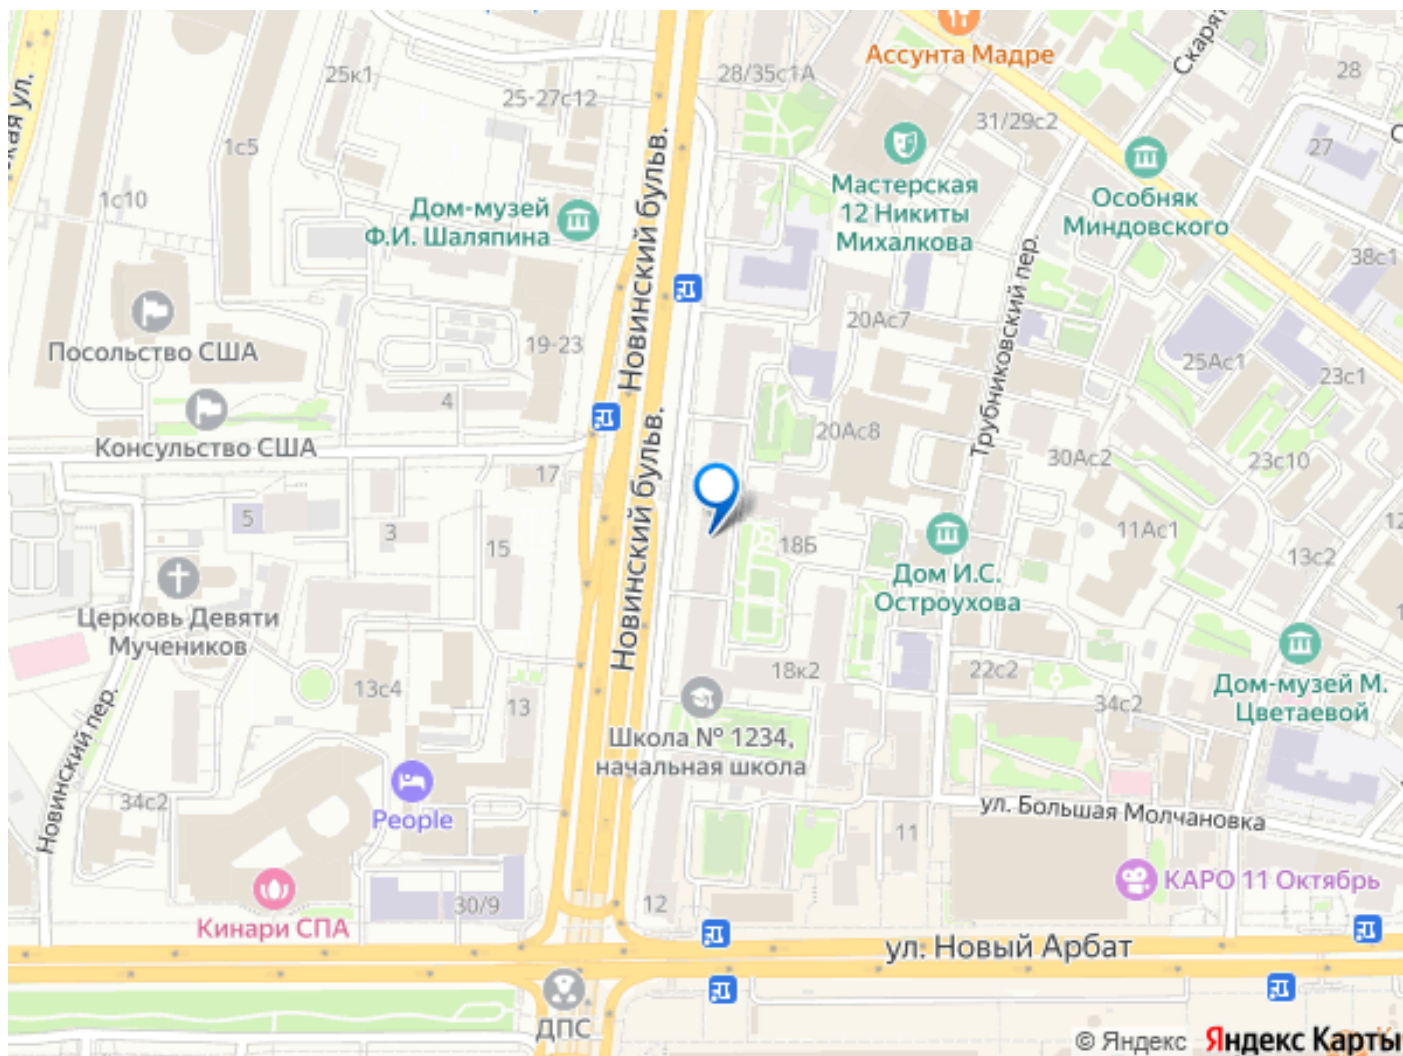 Ассунта Мадре
28/35с1А
25к1
25-27с12
28
31/29с2
27
1с5
Мастерская
12 Никиты
Михалкова
Особняк
Миндовского
1с10
Дом-музей
Ф.И. Шаляпина
Новинский бульв.
Трубниковский пер.
38с1
20Ас7
Посольство США
19-23
25Ас1
23с1
4
Консульство США
20Ас8
30Ас2
23с10
17
Новинский бульв.
5
3
15
18Б
11Ас1
13с2
Дом И.С.
Остроухова
Церковь Девяти
Мучеников
18к2
22с2
Дом-музей М.
Цветаевой
13с4
13
34с2
Школа № 1234,
начальная школа
Новинский пер.
34с2
People
ул. Большая Молчановка
11
КАРО 11 Октябрь
30/9
12
Кинари СПА
ул. Новый Арбат
ДПС
© Яндекс Яндекс Карты